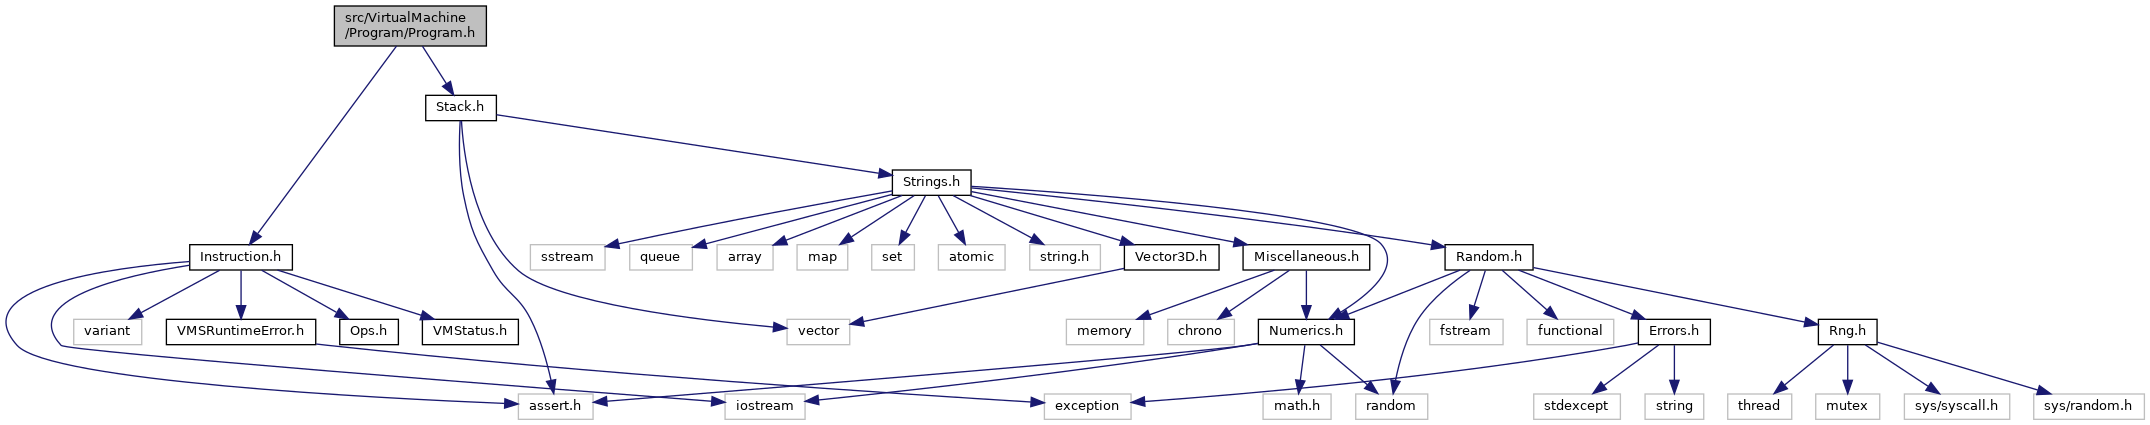 src/VirtualMachine
/Program/Program.h
Stack.h
Strings.h
Instruction.h
sstream
queue
array
map
set
atomic
string.h
Vector3D.h
Miscellaneous.h
Random.h
variant
VMSRuntimeError.h
Ops.h
VMStatus.h
vector
memory
chrono
Numerics.h
fstream
functional
Errors.h
Rng.h
assert.h
iostream
exception
math.h
random
stdexcept
string
thread
mutex
sys/syscall.h
sys/random.h